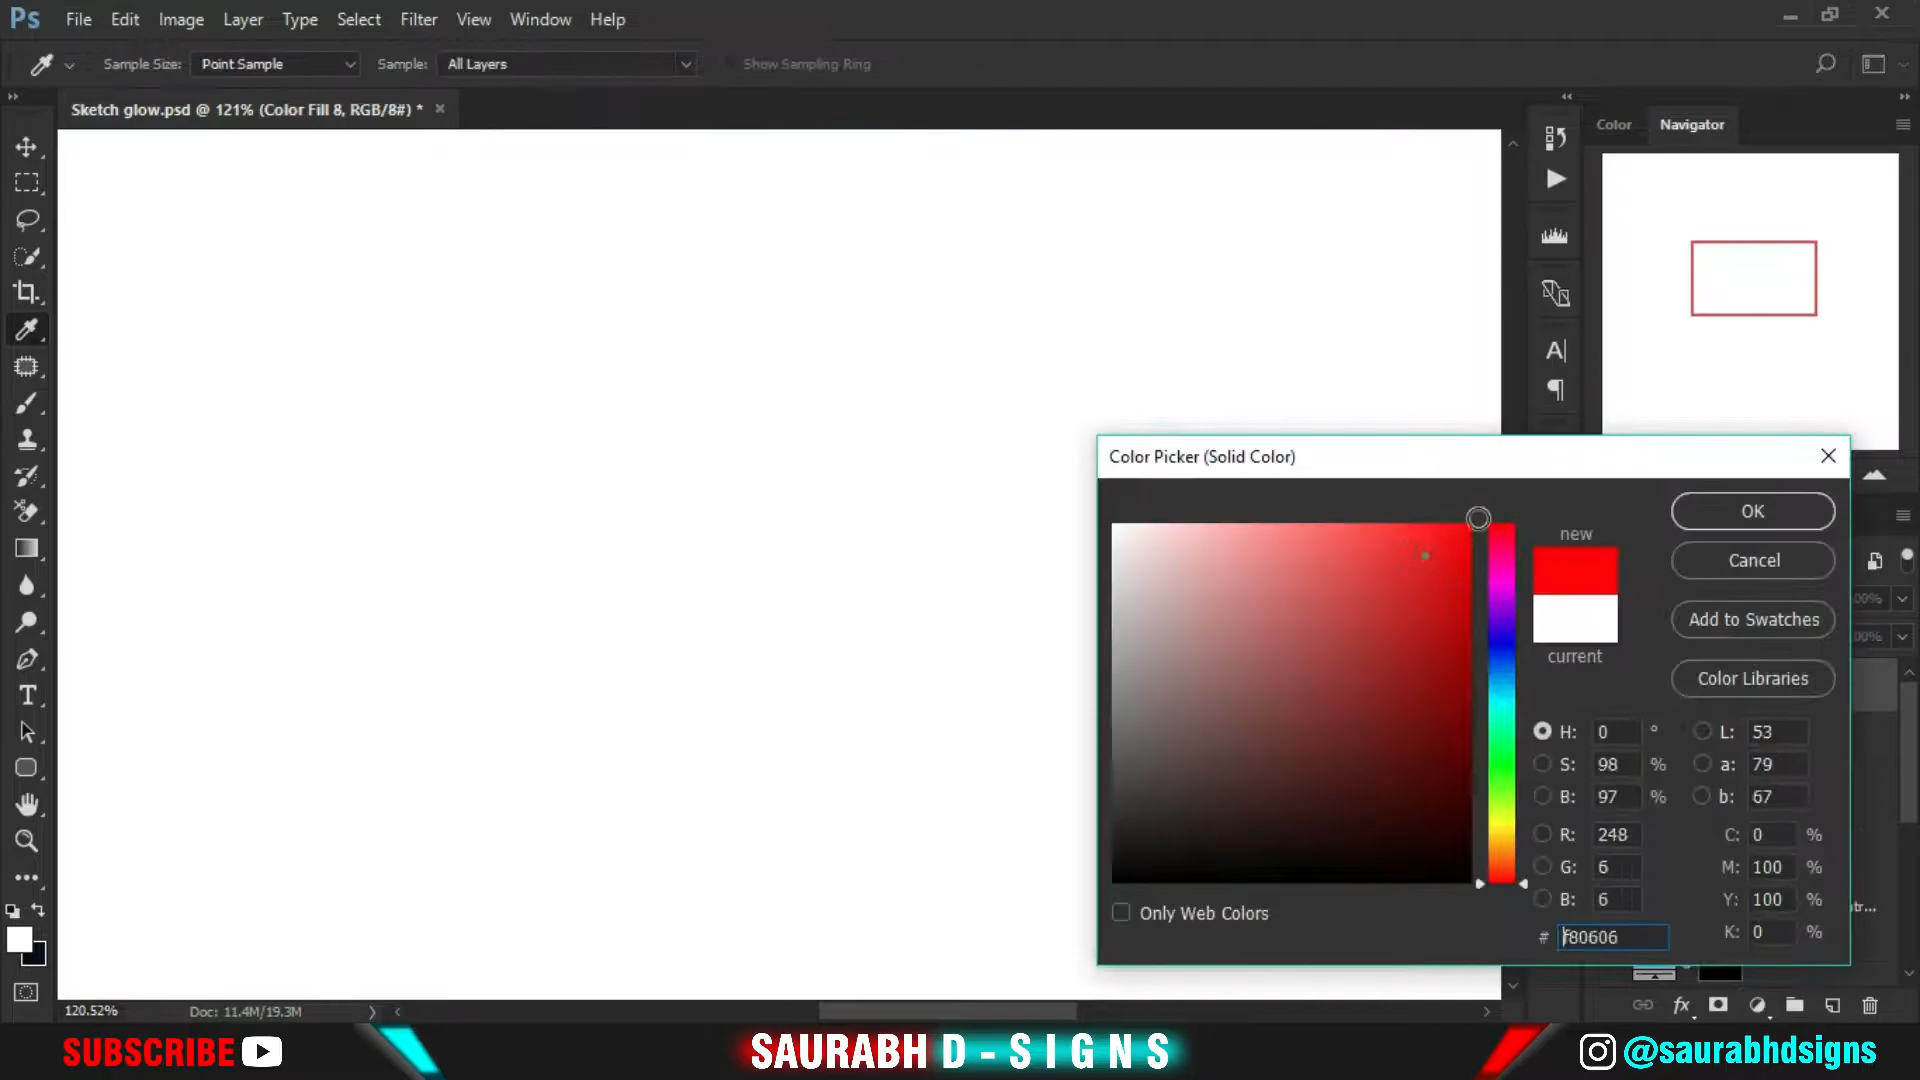 Ps File Edit Image Layer Type Select Filter View Window Help
Sample Size: Point Sample Sample: All Layers Show Sampling Ring
Sketch glow.psd @ 121% (Color Fill 8, RGB/8#) *
Color Navigator
Color Picker (Solid Color)
OK
new
Cancel
Add to Swatches
current
Color Libraries
H: 0 ° L: 53
S: 98 % a: 79
B: 97 % b: 67
R: 248 C: 0 %
G: 6 M: 100 %
B: 6 Y: 100 %
Only Web Colors
# f80606 K: 0 %
120.52% Doc: 11.4M/19.3M
SUBSCRIBE
SAURABH D-SIGNS
@saurabhdsigns